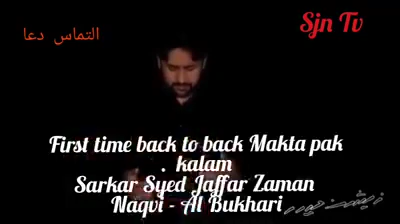 Sjn Tv
التماس دعا
First time back to back Makta pak
. kalam
Sarkar Syed Jaffar Zaman
Naqvi - Al Bukhari